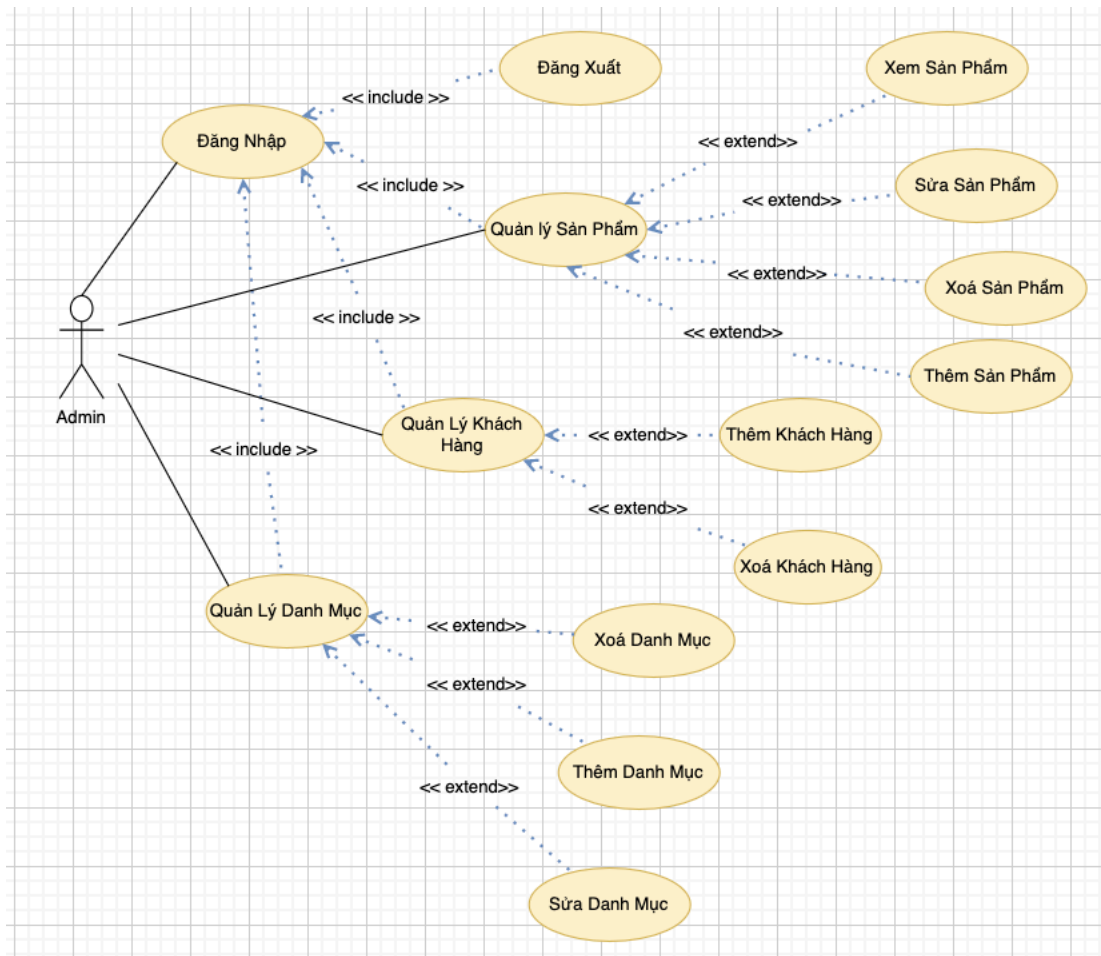 Đăng Xuất
Xem Sản Phẩm
<< include >>
Đăng Nhập
<< extend>>
<< include >>
Sửa Sản Phẩm
<< extend>>
Quản lý Sản Phẩm
<< extend>>
Xoá Sản Phẩm
<< include >>
<< extend>>
Thêm Sản Phẩm
Admin
Quản Lý Khách
Hàng
<< extend>>
Thêm Khách Hàng
<< include >>
<< extend>>
Xoá Khách Hàng
Quản Lý Danh Mục
<< extend>>
Xoá Danh Mục
<< extend>>
Thêm Danh Mục
<< extend>>
Sửa Danh Mục